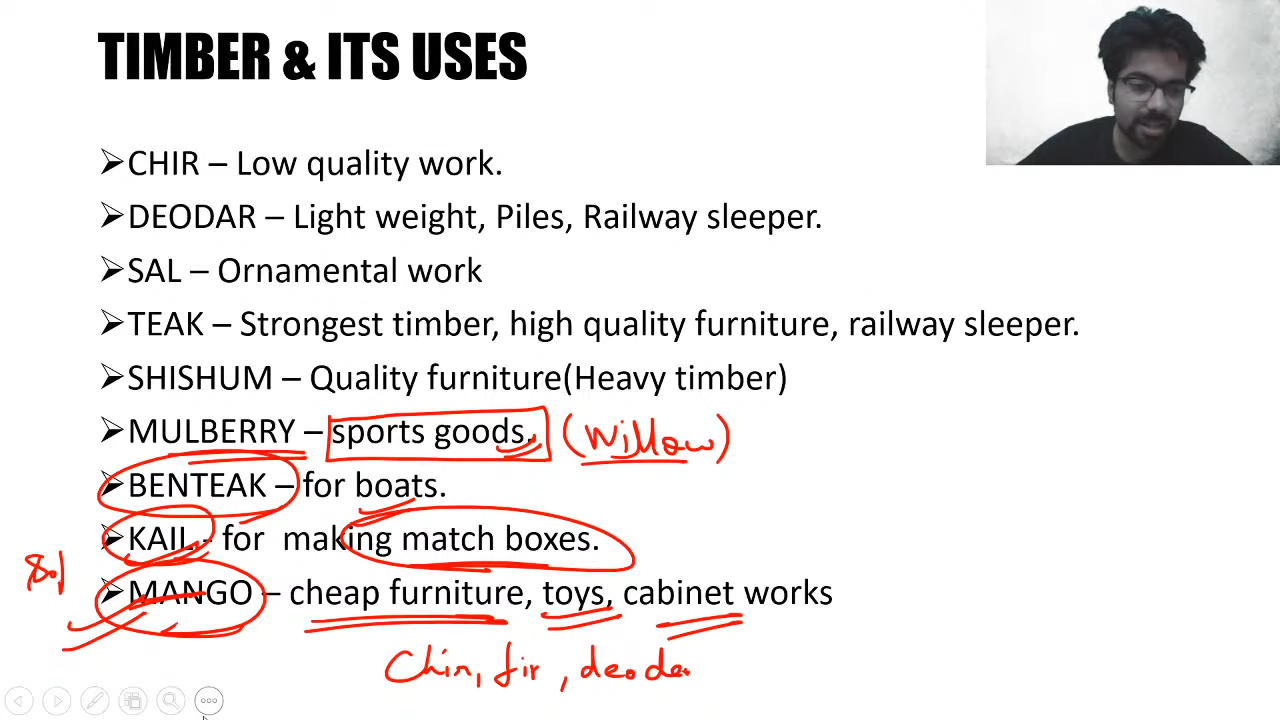 TIMBER & ITS USES
➢CHIR – Low quality work.
➢DEODAR – Light weight, Piles, Railway sleeper.
➢SAL – Ornamental work
➢TEAK – Strongest timber, high quality furniture, railway sleeper.
➢SHISHUM – Quality furniture(Heavy timber)
➢MULBERRY – sports goods. (Willow)
➢BENTEAK – for boats.
➢KAIL - for making match boxes.
➢MANGO – cheap furniture, toys, cabinet works
Chir, fir, deode